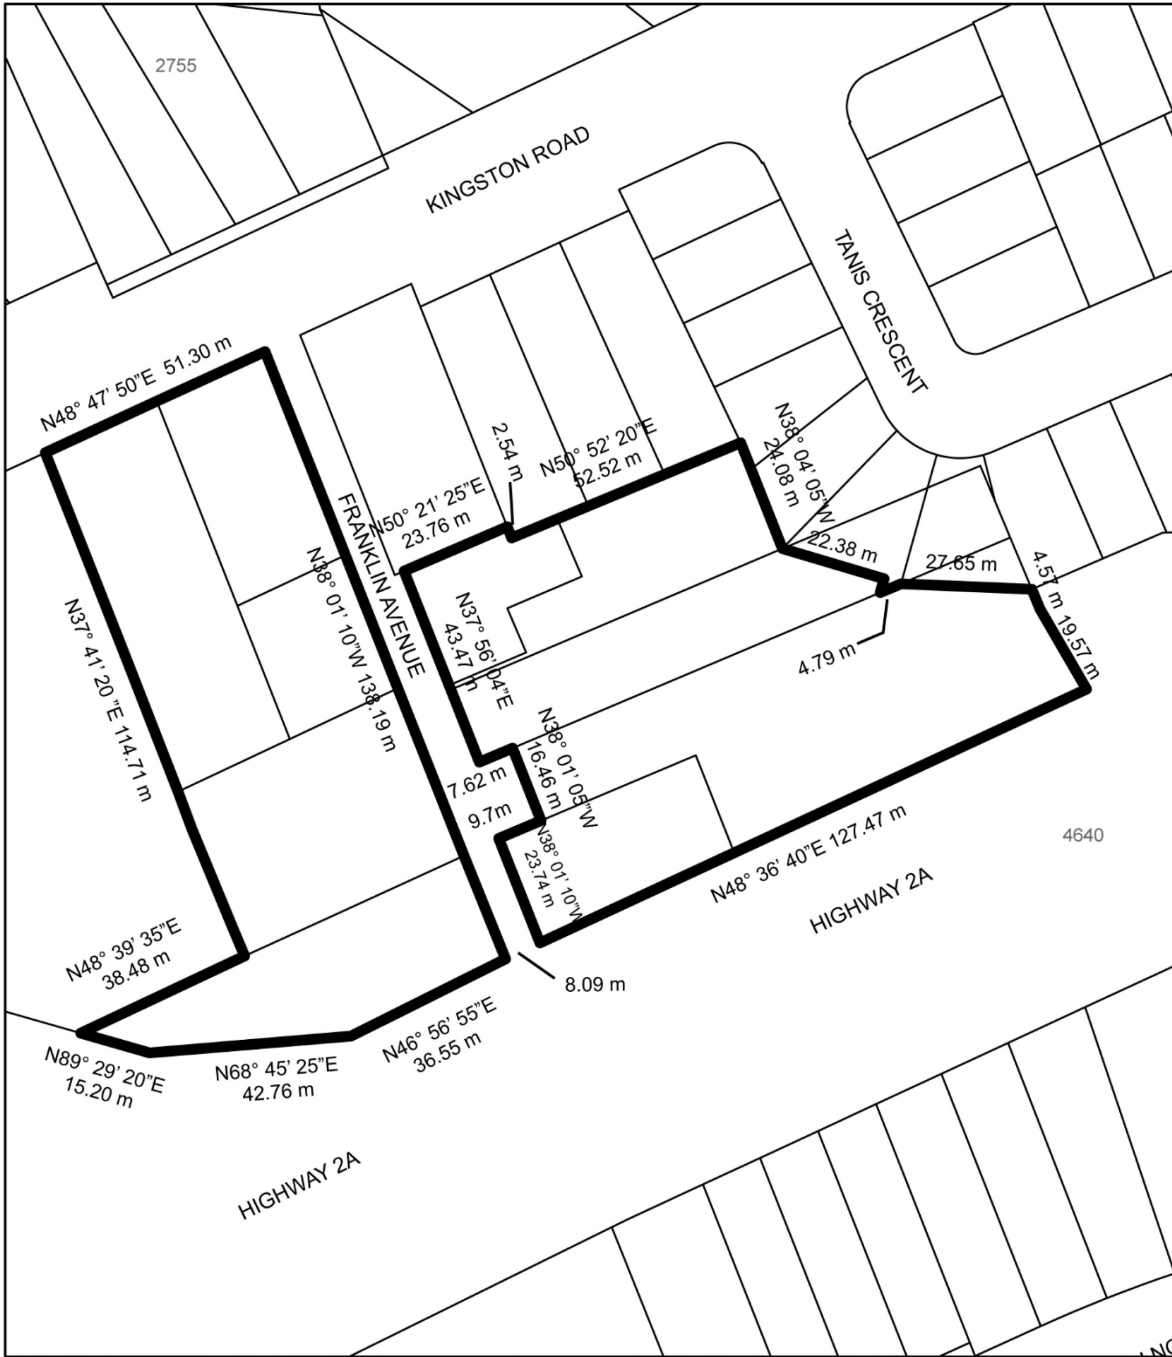 2755
KINGSTON ROAD
TANIS CRESCENT
N48° 47' 50"E 51.30 m
2.54 m
N50° 52' 20"E
52.52 m
N38° 04' 05"W
24.08 m
N50° 21' 25"E
23.76 m
FRANKLIN AVENUE
N38° 01' 10"W 138.19 m
22.38 m
27.65 m
4.57 m 19.57 m
N37° 56' 04"E
43.47 m
4.79 m
N37° 41' 20 "E 114.71 m
N38° 01' 05"W
16.46 m
7.62 m
9.7m
N38° 01' 10"W
23.74 m
N48° 36' 40"E 127.47 m
4640
HIGHWAY 2A
N48° 39' 35"E
38.48 m
8.09 m
N46° 56' 55"E
36.55 m
N89° 29' 20"E
15.20 m
N68° 45' 25"E
42.76 m
HIGHWAY 2A